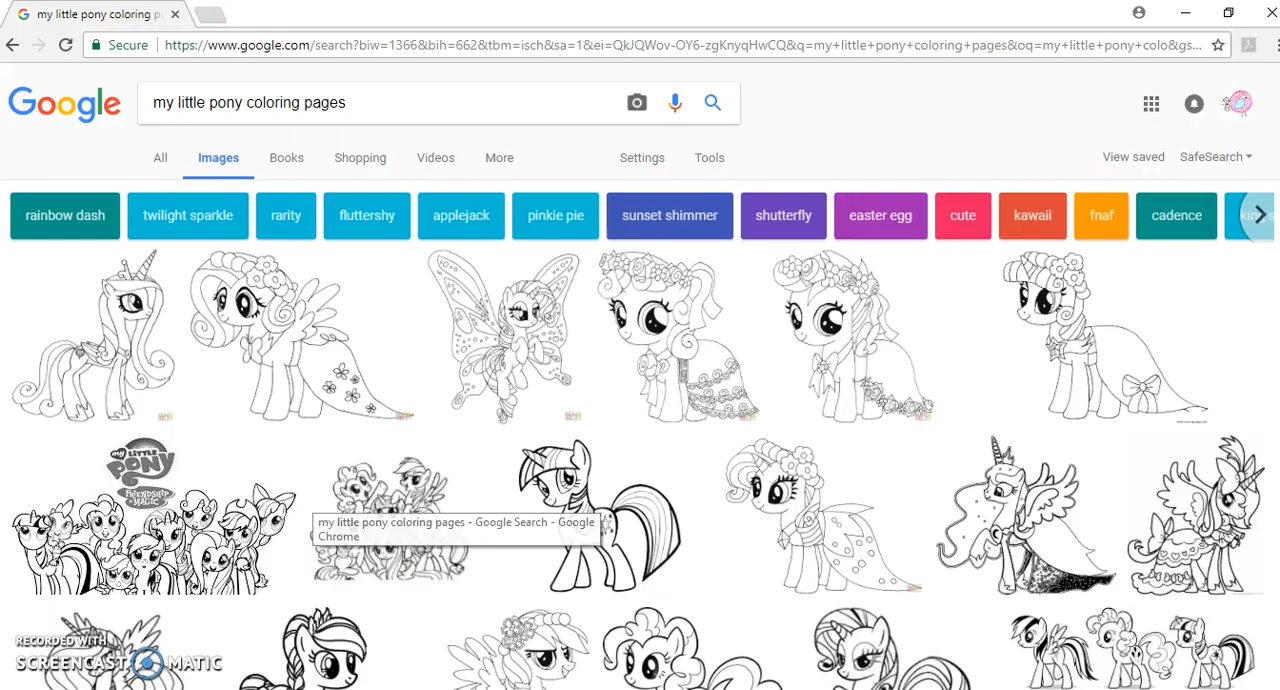 my little pony coloring p
Secure
https://www.google.com/search?biw=1366&bih=662&tbm=isch&sa=1&ei=QkJQWov-OY6-zgKnyqHwCQ&q=my+little+pony+coloring+pages&oq=my+little+pony+colo&gs...
Google
my little pony coloring pages
All Images Books Shopping Videos More Settings Tools View saved SafeSearch
rainbow dash twilight sparkle rarity fluttershy applejack pinkie pie sunset shimmer shutterfly easter egg cute kawaii fnaf cadence
my
LITTLE
PONY
FRIENDSHIP
MAGIC
my little pony coloring pages - Google Search - Google
Chrome
RECORDED WITH
SCREENCAST MATIC